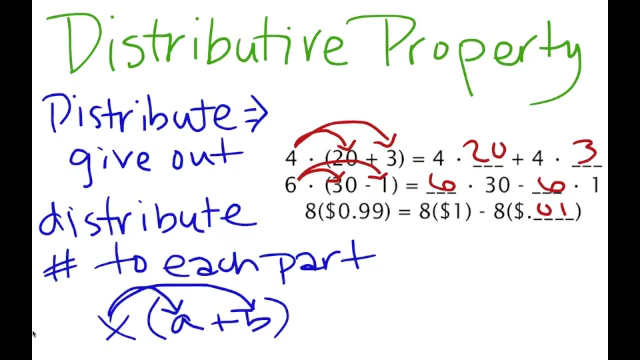 Distributive Property
Distribute ⇒
give out
distribute
# to each part
x (a + b)
4 · (20 + 3) = 4 · 20 + 4 · 3
6 · (30 - 1) = 6 · 30 - 6 · 1
8($0.99) = 8($1) - 8($.01)